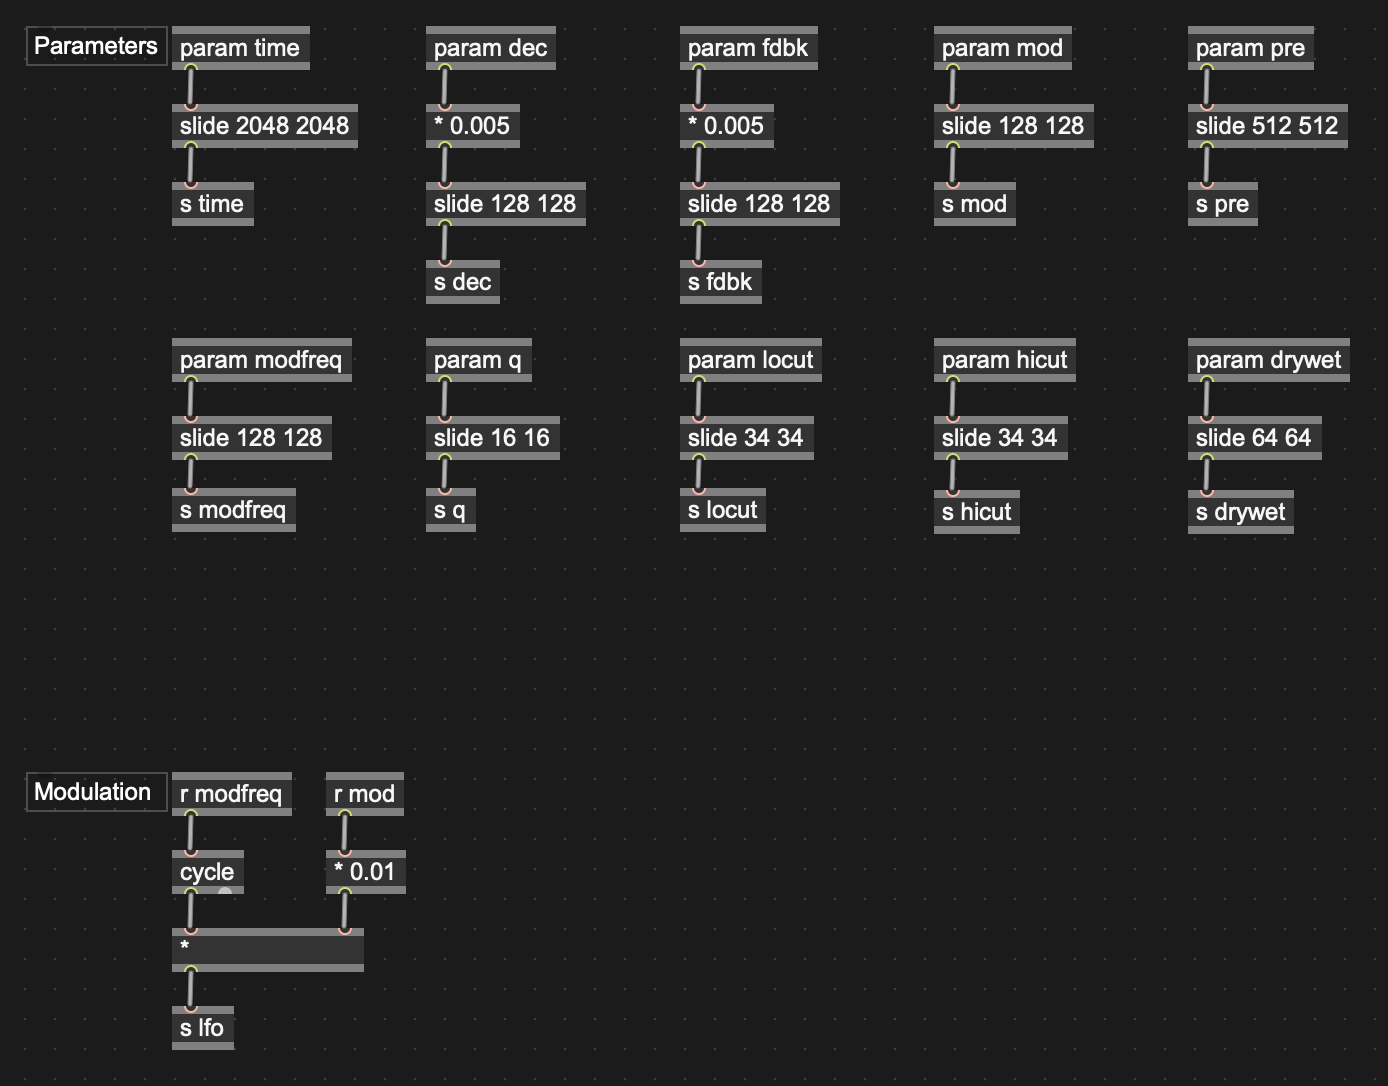 Parameters
param time
param dec
param fdbk
param mod
param pre
slide 2048 2048
* 0.005
* 0.005
slide 128 128
slide 512 512
s time
slide 128 128
slide 128 128
s mod
s pre
s dec
s fdbk
param modfreq
param q
param locut
param hicut
param drywet
slide 128 128
slide 16 16
slide 34 34
slide 34 34
slide 64 64
s modfreq
s q
s locut
s hicut
s drywet
Modulation
r modfreq
r mod
cycle
* 0.01
*
s lfo